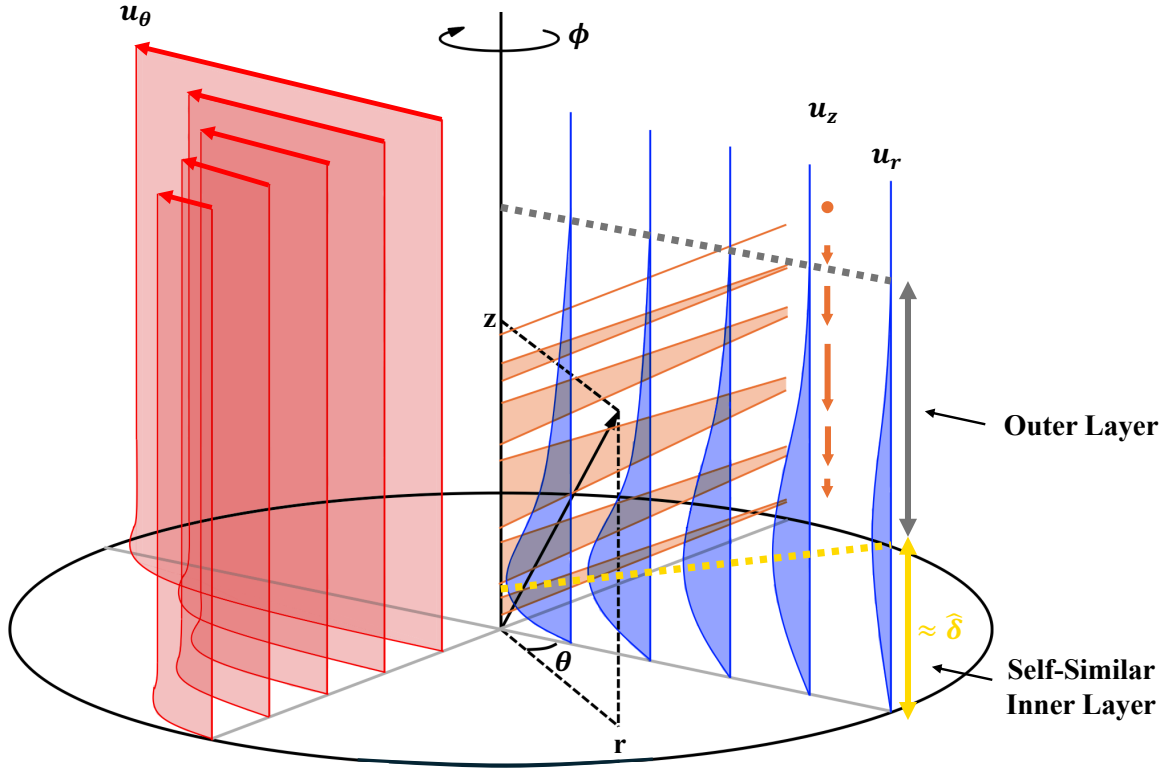 u_θ
ϕ
u_z
u_r
z
Outer Layer
≈ δ̂
θ
Self-Similar
Inner Layer
r